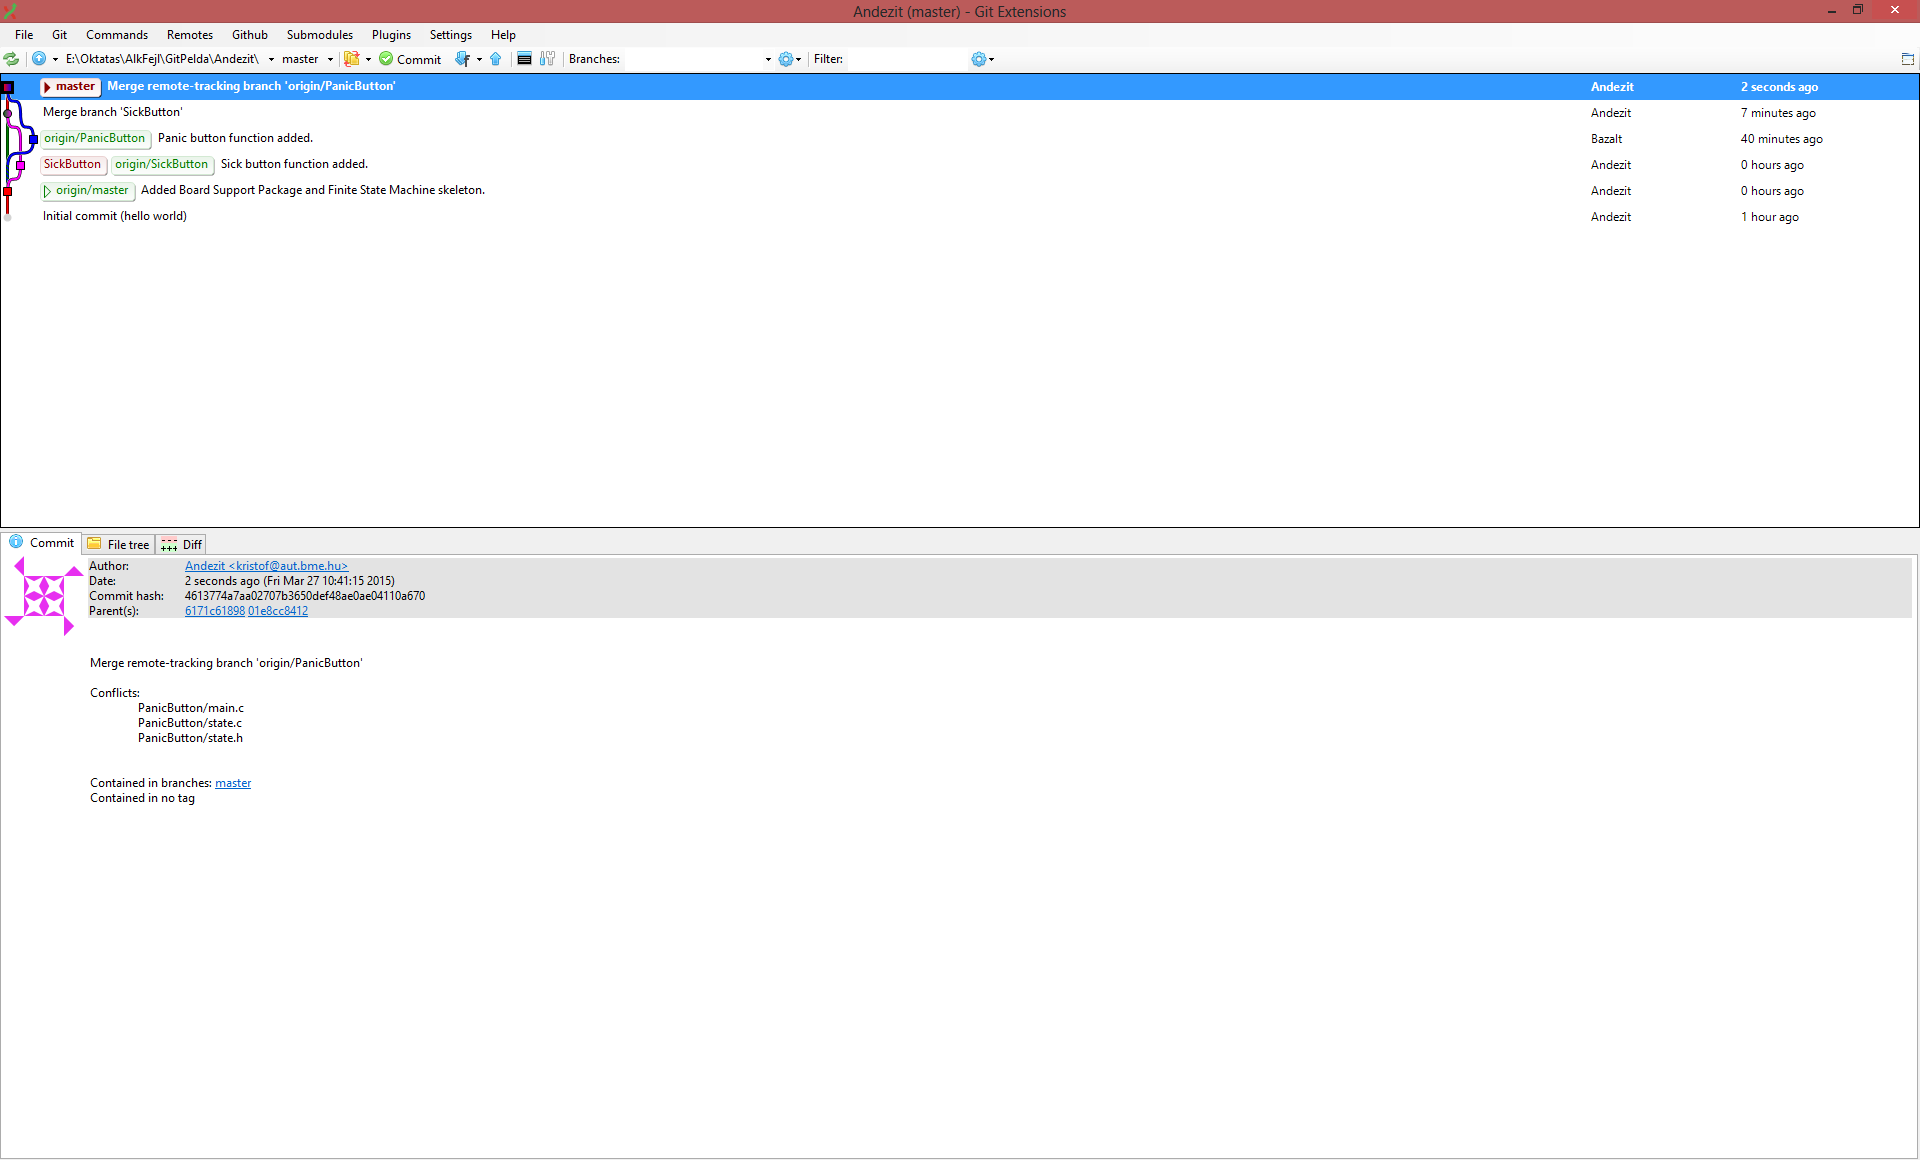 Andezit (master) - Git Extensions
File Git Commands Remotes Github Submodules Plugins Settings Help
E:\Oktatas\AlkFejl\GitPelda\Andezit\ master Commit Branches: Filter:
master Merge remote-tracking branch 'origin/PanicButton' Andezit 2 seconds ago
Merge branch 'SickButton' Andezit 7 minutes ago
origin/PanicButton Panic button function added. Bazalt 40 minutes ago
SickButton origin/SickButton Sick button function added. Andezit 0 hours ago
origin/master Added Board Support Package and Finite State Machine skeleton. Andezit 0 hours ago
Initial commit (hello world) Andezit 1 hour ago
Commit File tree Diff
Author: Andezit <kristof@aut.bme.hu>
Date: 2 seconds ago (Fri Mar 27 10:41:15 2015)
Commit hash: 4613774a7aa02707b3650def48ae0ae04110a670
Parent(s): 6171c61898 01e8cc8412
Merge remote-tracking branch 'origin/PanicButton'
Conflicts:
PanicButton/main.c
PanicButton/state.c
PanicButton/state.h
Contained in branches: master
Contained in no tag